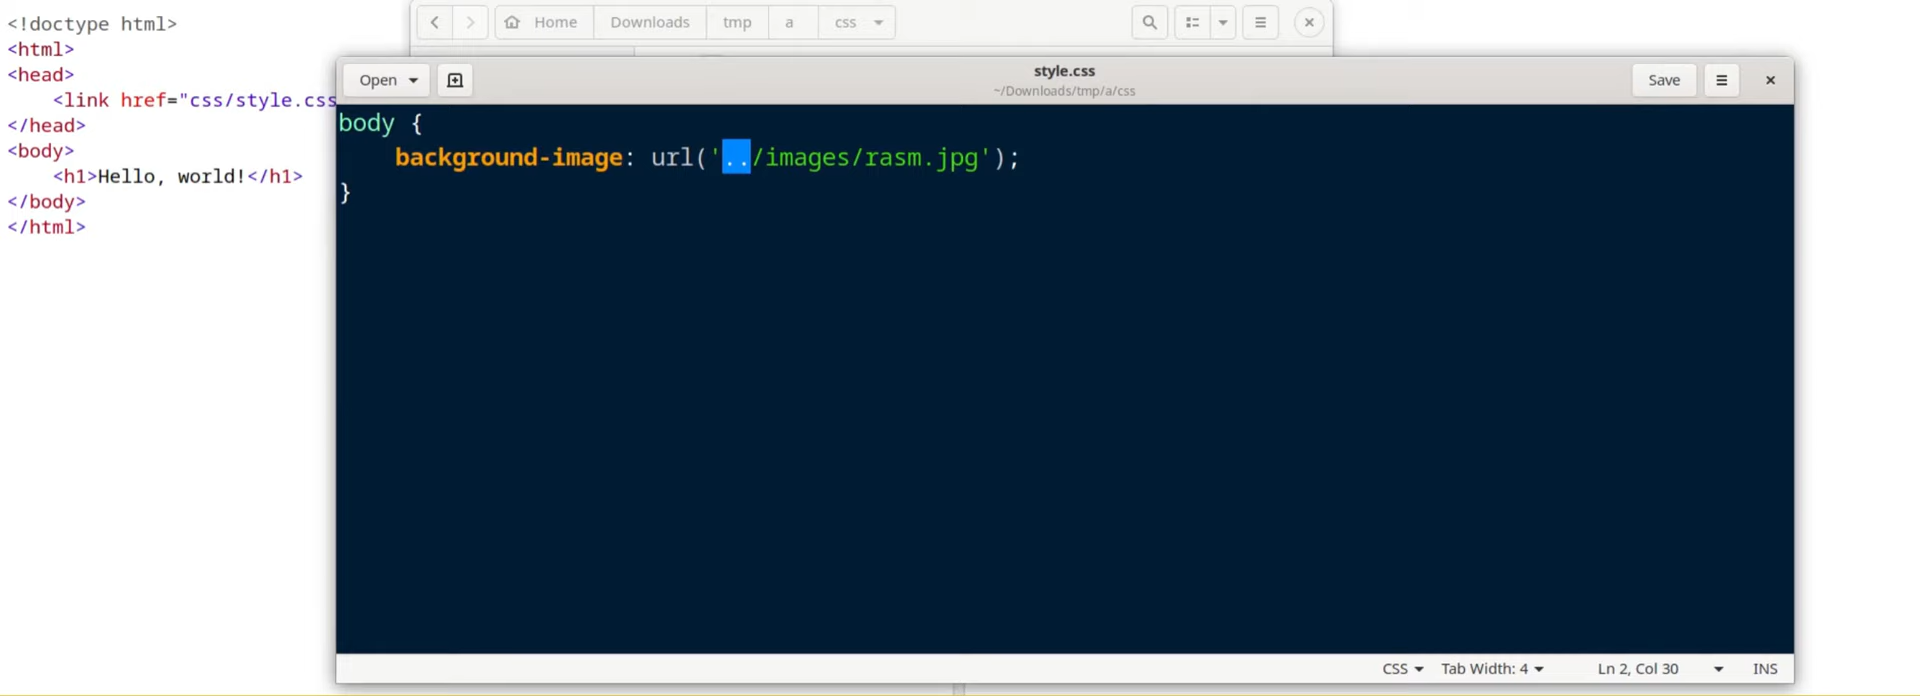 <!doctype html>
<html>
<head>
<link href="css/style.css
</head>
<body>
<h1>Hello, world!</h1>
</body>
</html>
Home Downloads tmp a css
Open
style.css
~/Downloads/tmp/a/css
Save
body {
background-image: url('../images/rasm.jpg');
}
CSS Tab Width: 4 Ln 2, Col 30 INS